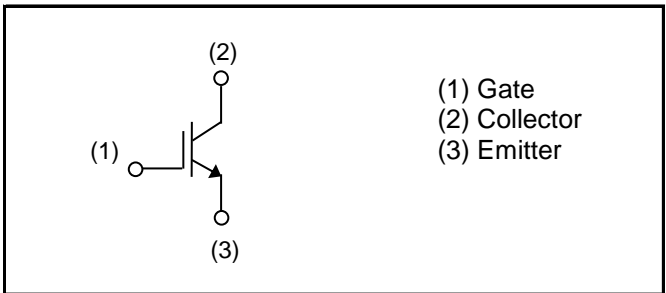 (2)
(1)
(3)
(1) Gate
(2) Collector
(3) Emitter